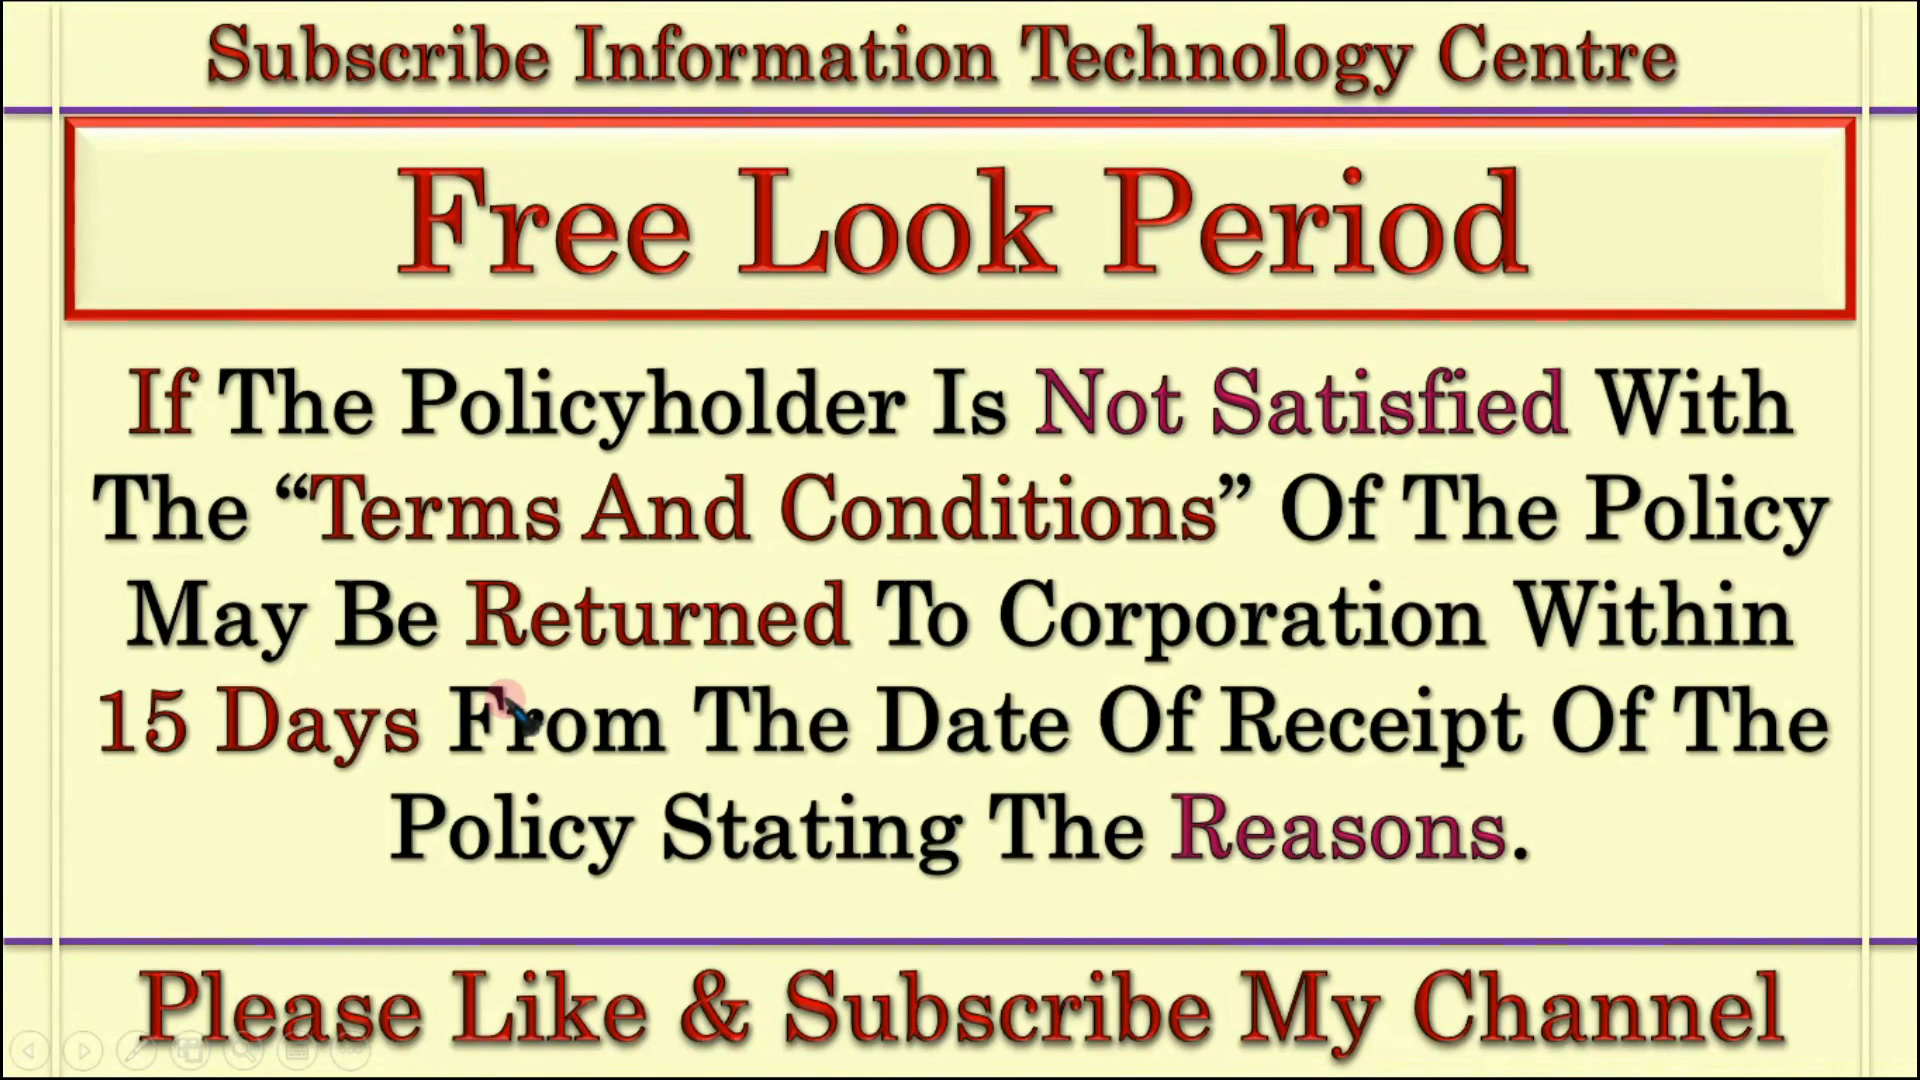 Subscribe Information Technology Centre
Free Look Period
If The Policyholder Is Not Satisfied With
The “Terms And Conditions” Of The Policy
May Be Returned To Corporation Within
15 Days From The Date Of Receipt Of The
Policy Stating The Reasons.
Please Like & Subscribe My Channel